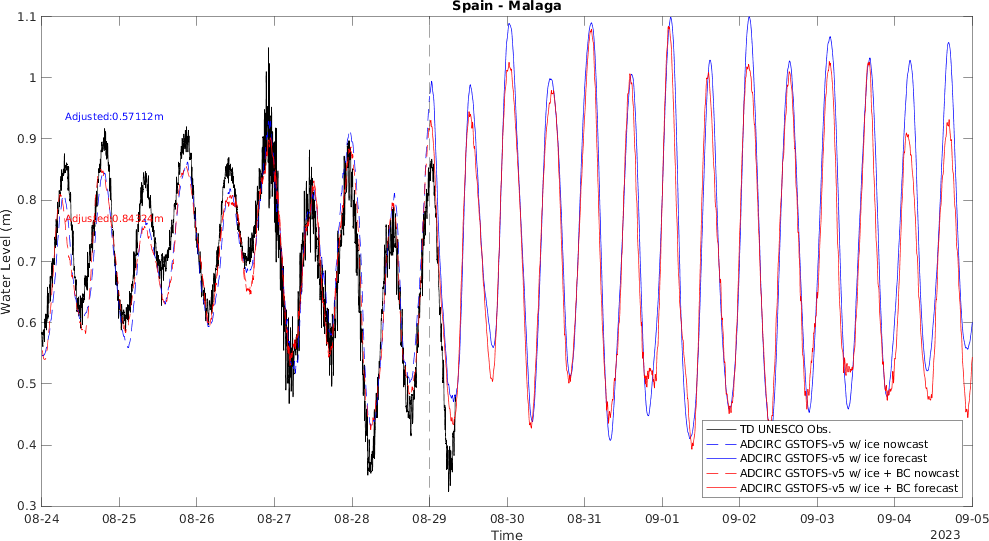 Spain - Malaga
1.1
1
0.9
0.8
0.7
0.6
0.5
0.4
0.3
Water Level (m)
Adjusted:0.57112m
Adjusted:0.84324m
TD UNESCO Obs.
ADCIRC GSTOFS-v5 w/ ice nowcast
ADCIRC GSTOFS-v5 w/ ice forecast
ADCIRC GSTOFS-v5 w/ ice + BC nowcast
ADCIRC GSTOFS-v5 w/ ice + BC forecast
08-24 08-25 08-26 08-27 08-28 08-29 08-30 08-31 09-01 09-02 09-03 09-04 09-05
Time
2023